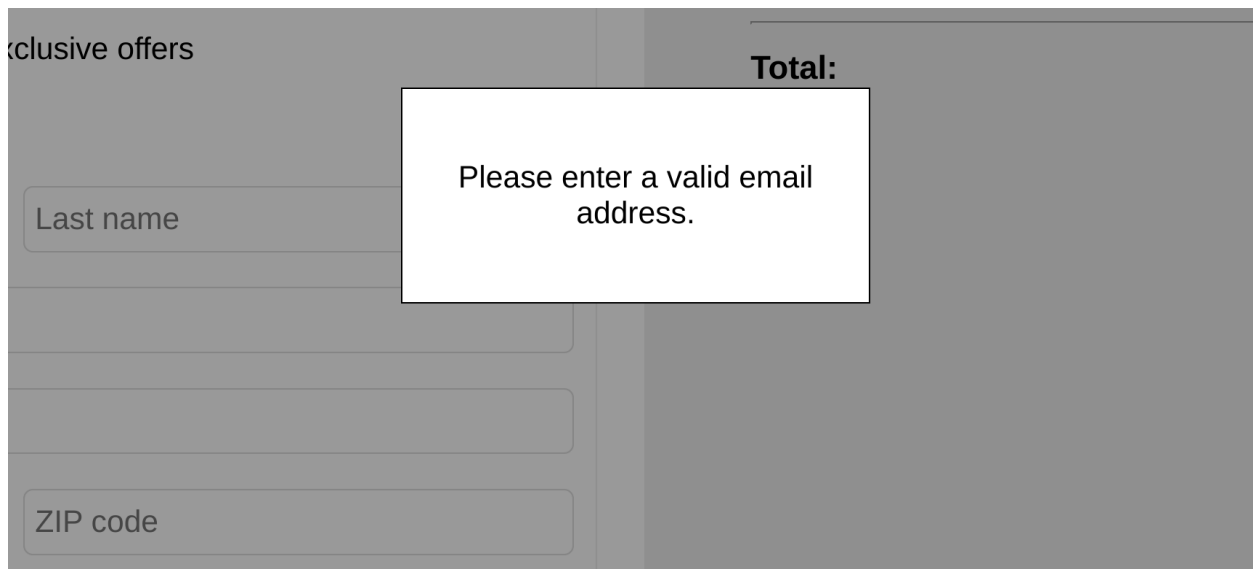 xclusive offers
Total:
Please enter a valid email
address.
Last name
ZIP code